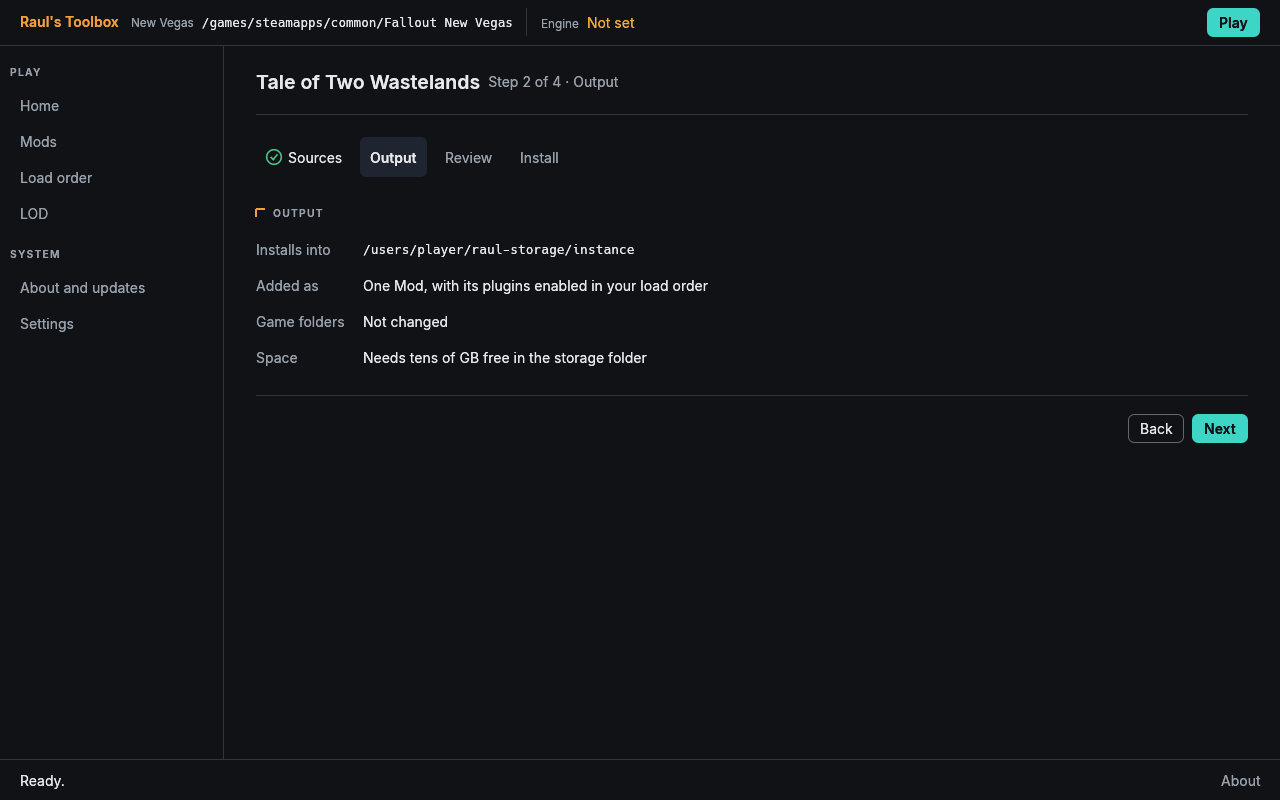 Raul's Toolbox New Vegas /games/steamapps/common/Fallout New Vegas Engine Not set Play
PLAY
Home
Mods
Load order
LOD
SYSTEM
About and updates
Settings
Tale of Two Wastelands Step 2 of 4 · Output
Sources Output Review Install
OUTPUT
Installs into /users/player/raul-storage/instance
Added as One Mod, with its plugins enabled in your load order
Game folders Not changed
Space Needs tens of GB free in the storage folder
Back Next
Ready. About